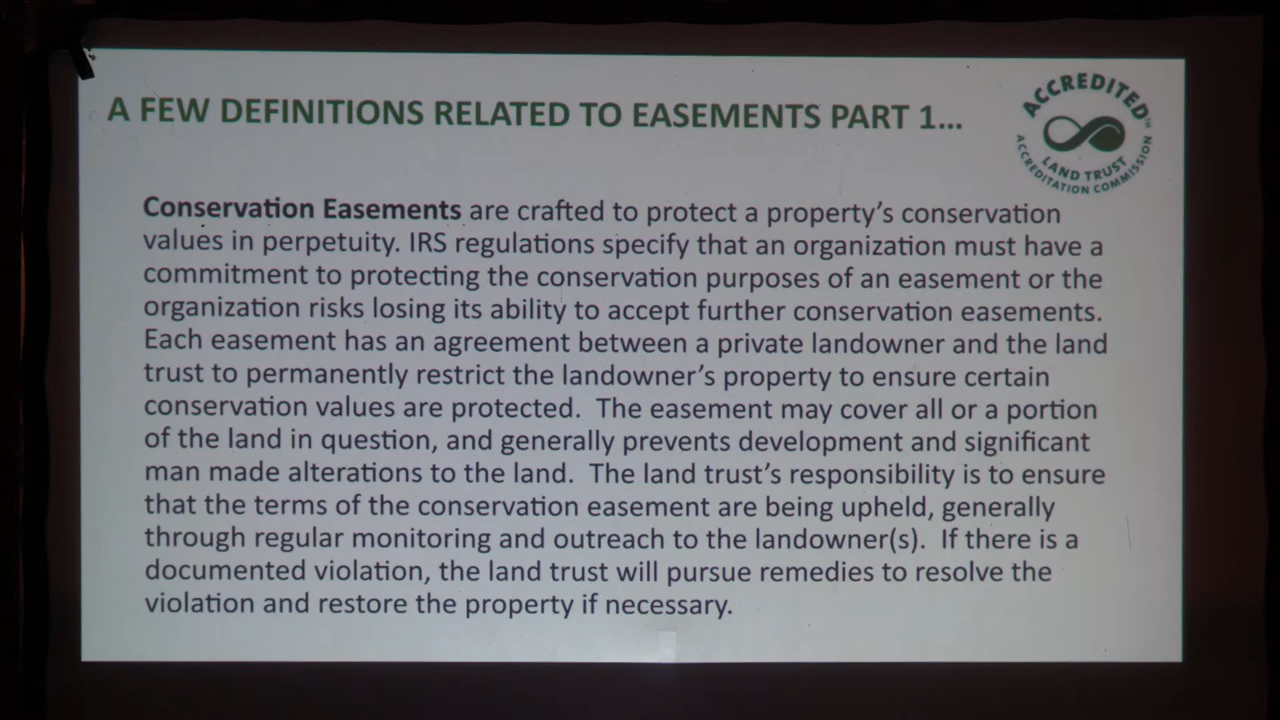 A FEW DEFINITIONS RELATED TO EASEMENTS PART 1...
ACCREDITED™
LAND TRUST
ACCREDITATION COMMISSION
Conservation Easements are crafted to protect a property’s conservation
values in perpetuity. IRS regulations specify that an organization must have a
commitment to protecting the conservation purposes of an easement or the
organization risks losing its ability to accept further conservation easements.
Each easement has an agreement between a private landowner and the land
trust to permanently restrict the landowner’s property to ensure certain
conservation values are protected.  The easement may cover all or a portion
of the land in question, and generally prevents development and significant
man made alterations to the land.  The land trust’s responsibility is to ensure
that the terms of the conservation easement are being upheld, generally
through regular monitoring and outreach to the landowner(s).  If there is a
documented violation, the land trust will pursue remedies to resolve the
violation and restore the property if necessary.